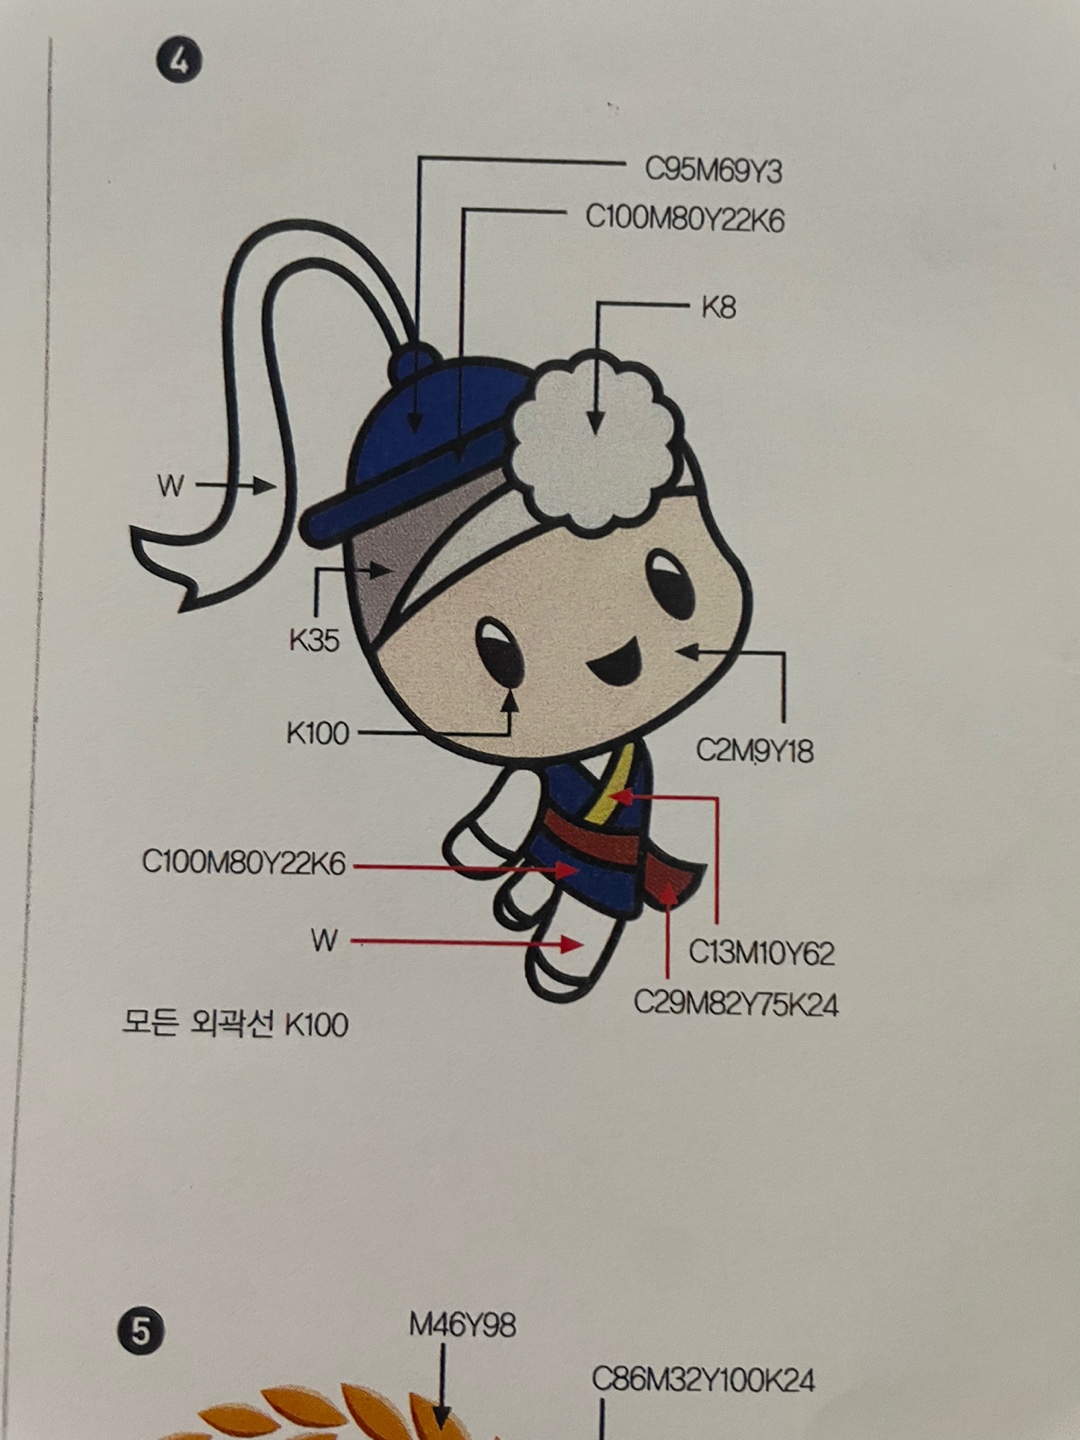 4
C95M69Y3
C100M80Y22K6
K8
W
K35
K100
C2M9Y18
C100M80Y22K6
W
C13M10Y62
C29M82Y75K24
모든 외곽선 K100
5
M46Y98
C86M32Y100K24